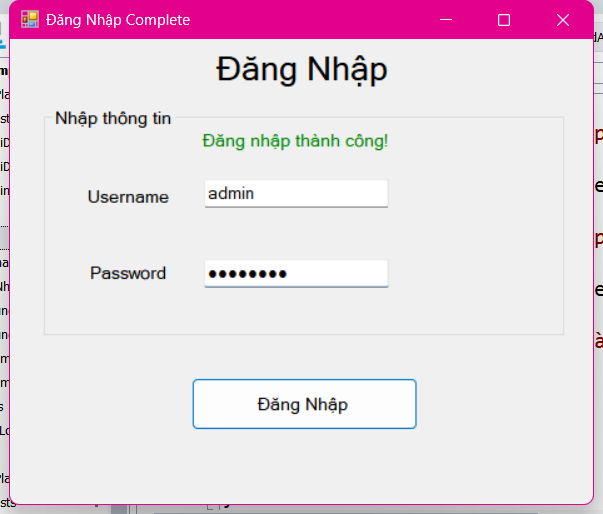 Đăng Nhập Complete
Đăng Nhập
Nhập thông tin
Đăng nhập thành công!
Username
admin
Password
Đăng Nhập